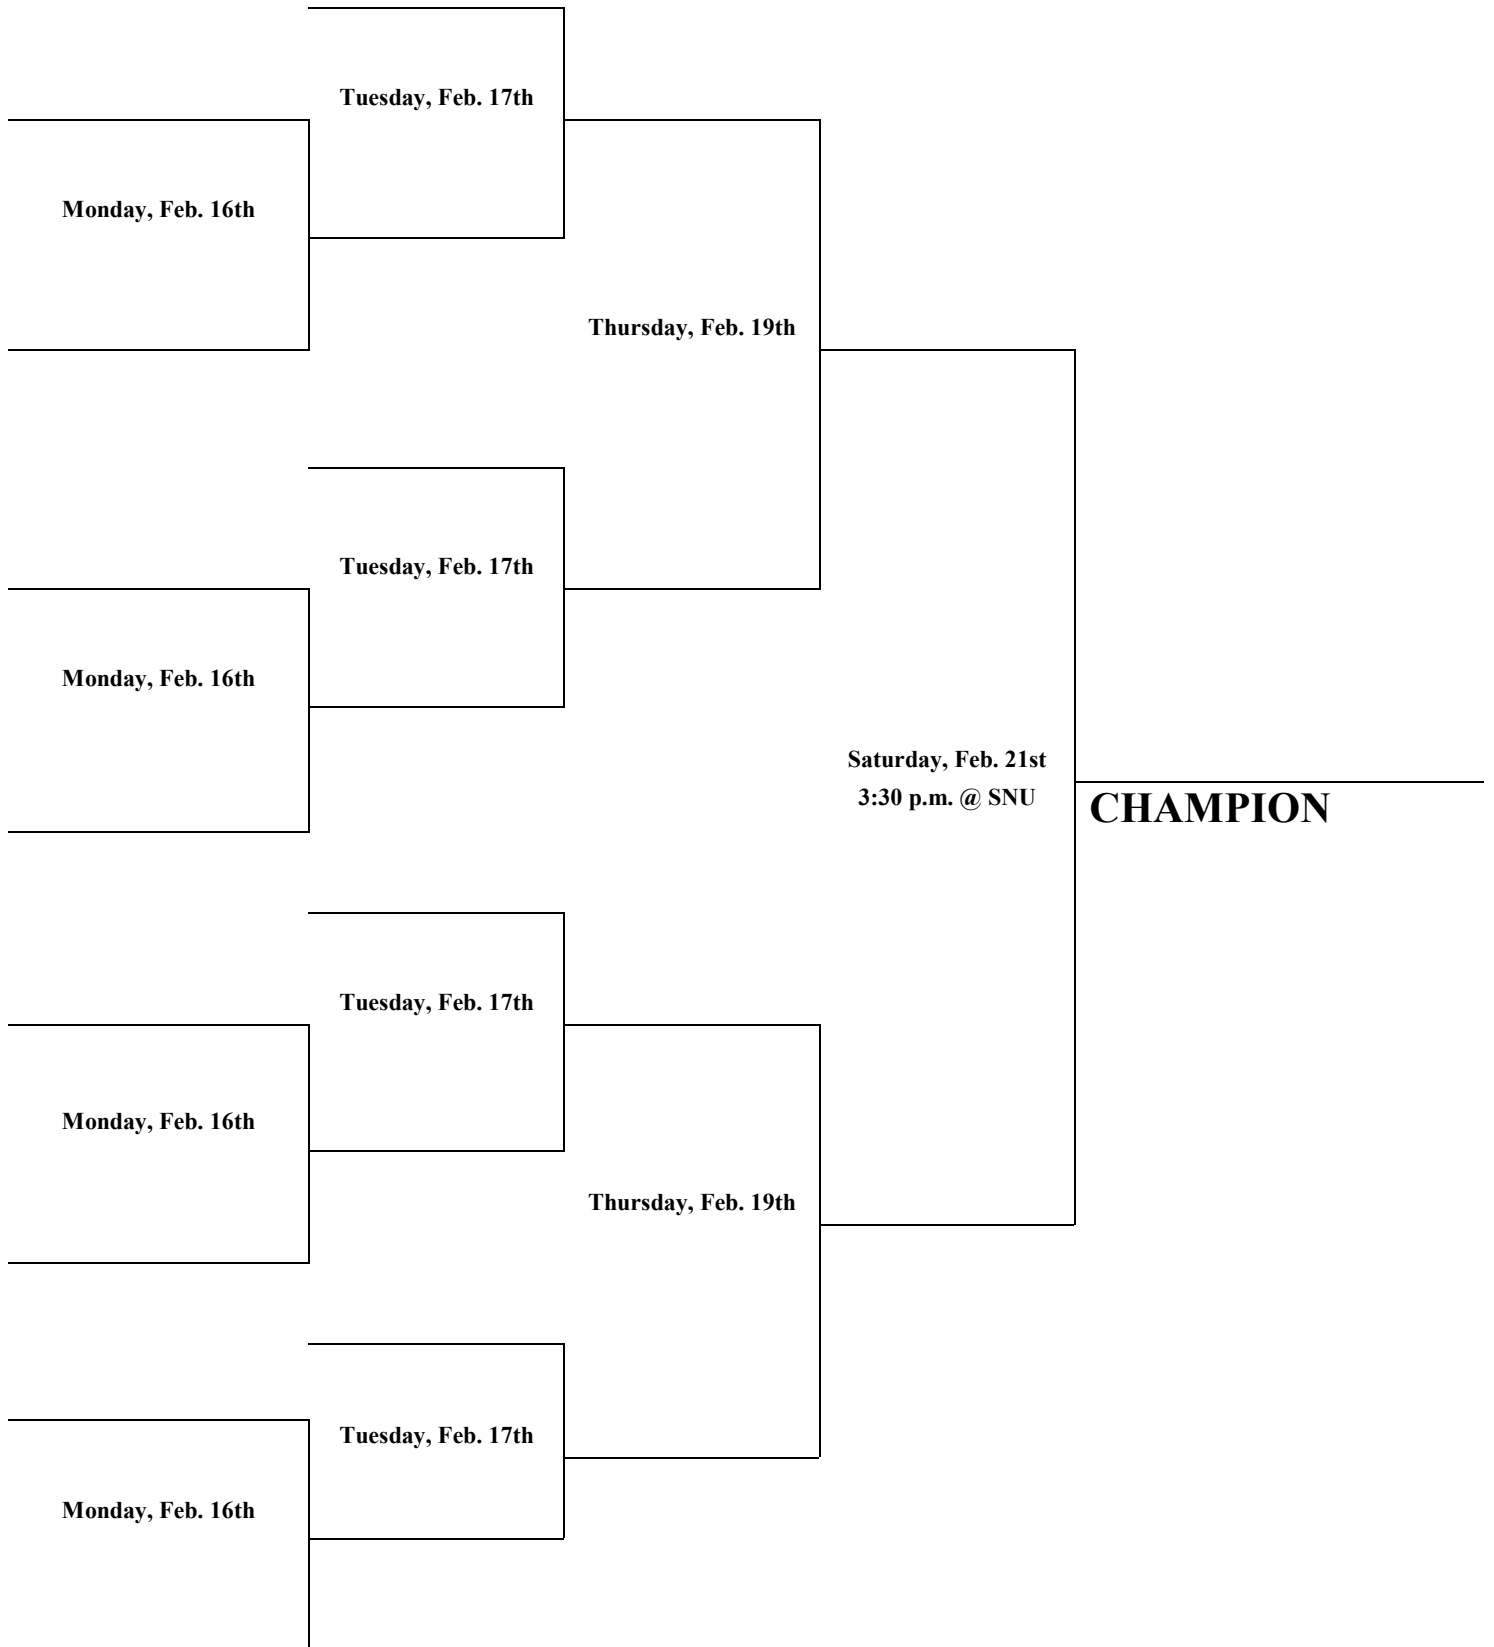 Tuesday, Feb. 17th
Monday, Feb. 16th
Thursday, Feb. 19th
Tuesday, Feb. 17th
Monday, Feb. 16th
Saturday, Feb. 21st
3:30 p.m. @ SNU
CHAMPION
Tuesday, Feb. 17th
Monday, Feb. 16th
Thursday, Feb. 19th
Tuesday, Feb. 17th
Monday, Feb. 16th